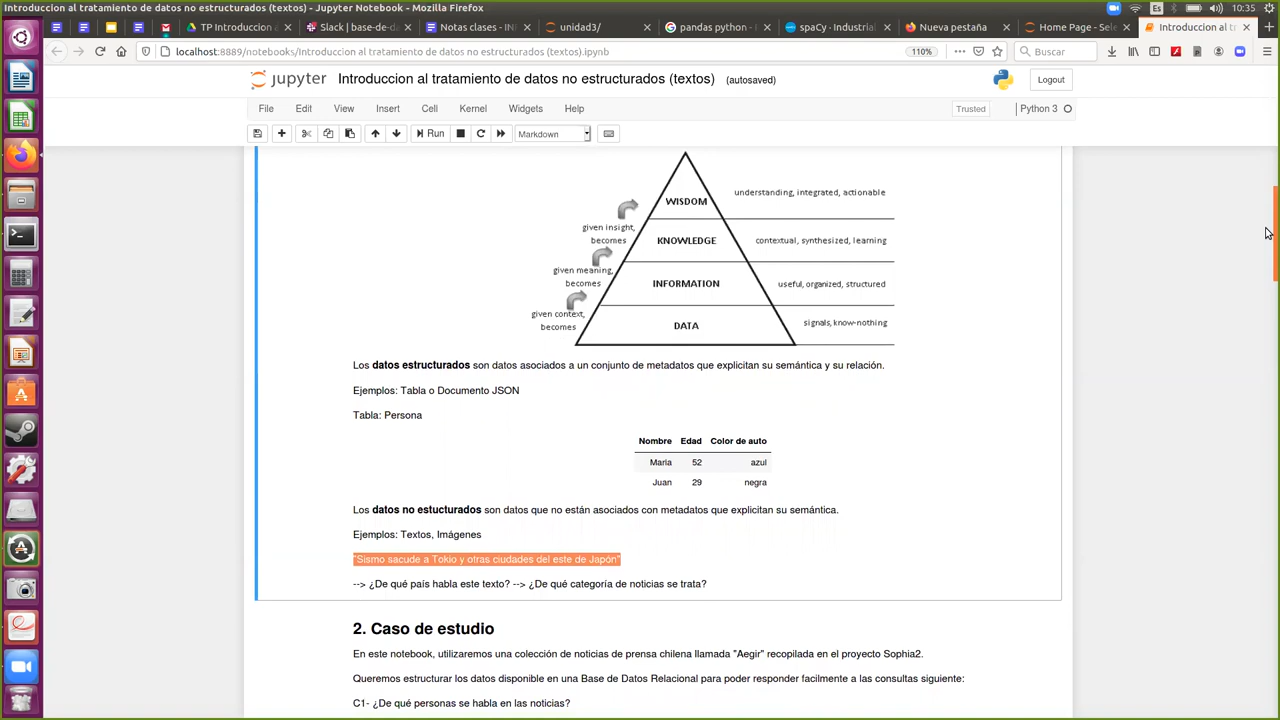 Introduccion al tratamiento de datos no estructurados (textos) - Jupyter Notebook - Mozilla Firefox
10:35
TP Introduction a
Slack | base-de-da
Not as annexes
unidad3/
pandas python -
spaCy · Industrial
Nueva pestaña
Home Page - Sele
Introduccion al tra
localhost:8889/notebooks/Introduccion al tratamiento de datos no estructurados (textos).ipynb
110%
Buscar
jupyter Introduccion al tratamiento de datos no estructurados (textos) (autosaved)
Logout
File Edit View Insert Cell Kernel Widgets Help
Trusted
Python 3
Run
Markdown
WISDOM
understanding, integrated, actionable
given insight,
becomes
KNOWLEDGE
contextual, synthesized, learning
given meaning,
becomes
INFORMATION
useful, organized, structured
given context,
becomes
DATA
signals, know-nothing
Los datos estructurados son datos asociados a un conjunto de metadatos que explicitan su semántica y su relación.
Ejemplos: Tabla o Documento JSON
Tabla: Persona
Nombre Edad Color de auto
Maria 52 azul
Juan 29 negra
Los datos no estucturados son datos que no están asociados con metadatos que explicitan su semántica.
Ejemplos: Textos, Imágenes
"Sismo sacude a Tokio y otras ciudades del este de Japón"
--> ¿De qué país habla este texto? --> ¿De qué categoría de noticias se trata?
2. Caso de estudio
En este notebook, utilizaremos una colección de noticias de prensa chilena llamada "Aegir" recopilada en el proyecto Sophia2.
Queremos estructurar los datos disponible en una Base de Datos Relacional para poder responder facilmente a las consultas siguiente:
C1- ¿De qué personas se habla en las noticias?